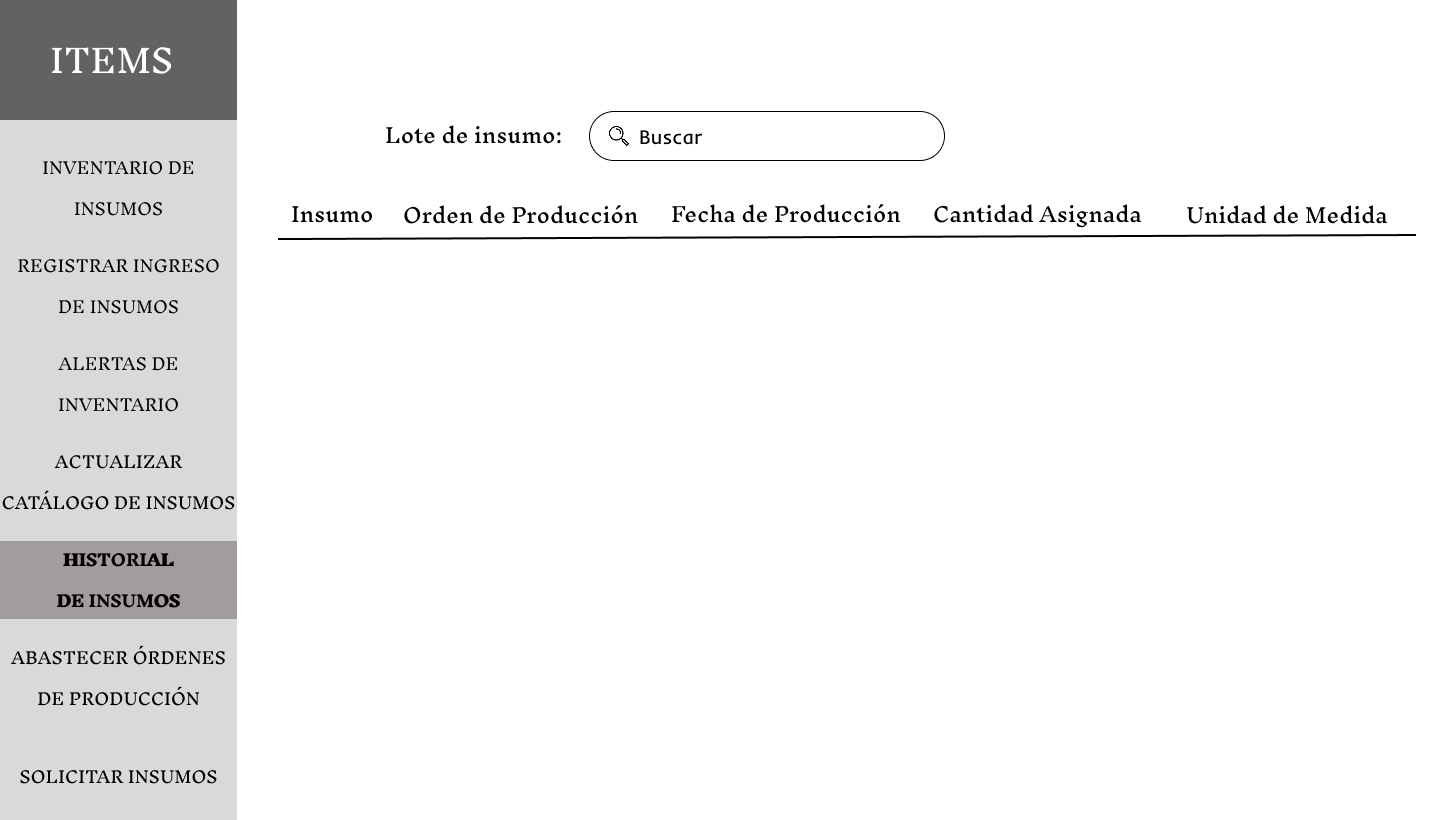 ITEMS
INVENTARIO DE
INSUMOS
REGISTRAR INGRESO
DE INSUMOS
ALERTAS DE
INVENTARIO
ACTUALIZAR
CATÁLOGO DE INSUMOS
HISTORIAL
DE INSUMOS
ABASTECER ÓRDENES
DE PRODUCCIÓN
SOLICITAR INSUMOS
Lote de insumo: Buscar
Insumo Orden de Producción Fecha de Producción Cantidad Asignada Unidad de Medida